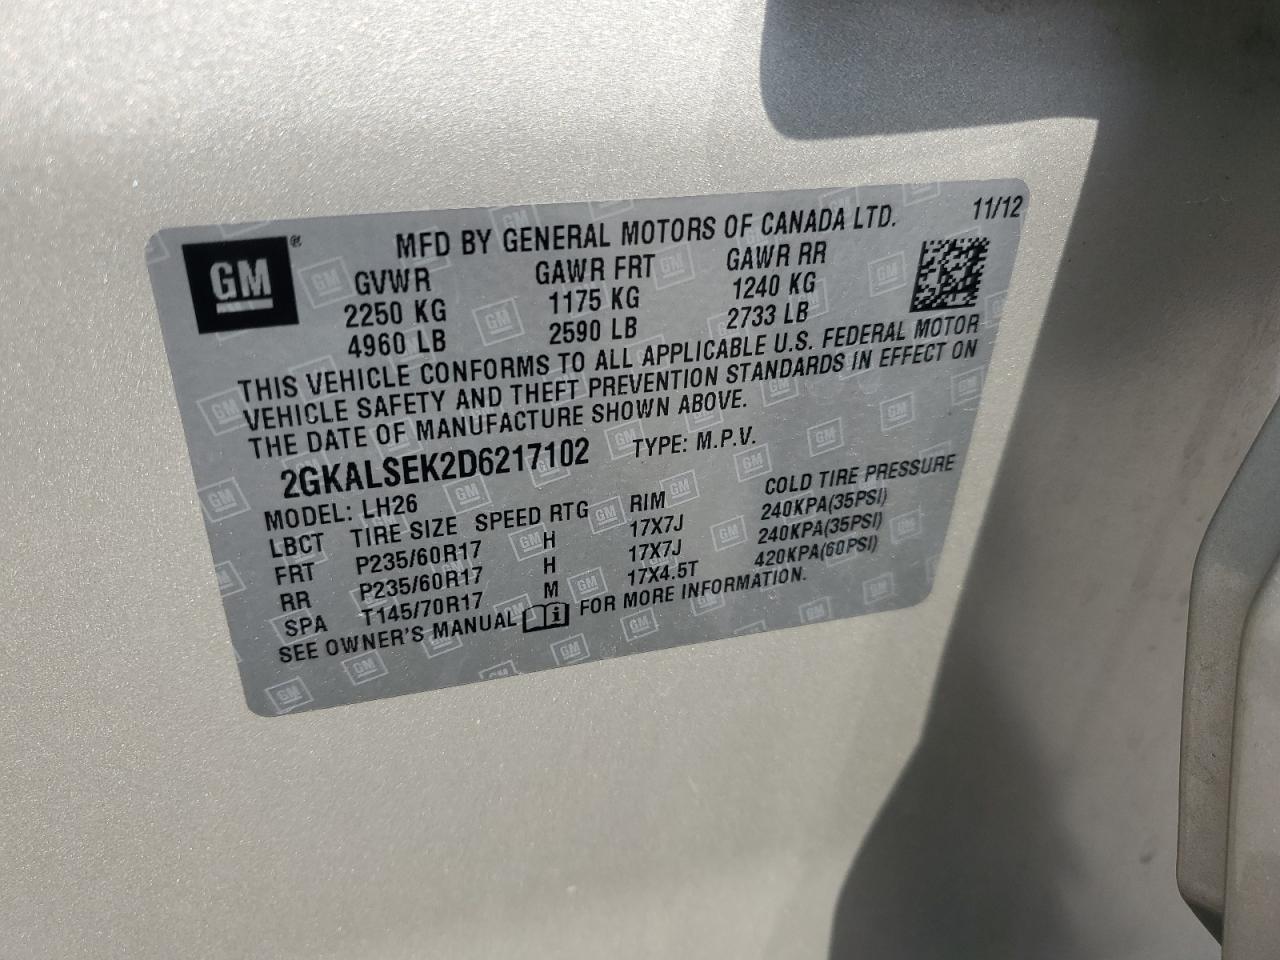 GM ®
MFD BY GENERAL MOTORS OF CANADA LTD. 11/12
GVWR GAWR FRT GAWR RR
2250 KG 1175 KG 1240 KG
4960 LB 2590 LB 2733 LB
THIS VEHICLE CONFORMS TO ALL APPLICABLE U.S. FEDERAL MOTOR
VEHICLE SAFETY AND THEFT PREVENTION STANDARDS IN EFFECT ON
THE DATE OF MANUFACTURE SHOWN ABOVE.
2GKALSEK2D6217102 TYPE: M.P.V.
MODEL: LH26
LBCT TIRE SIZE SPEED RTG RIM COLD TIRE PRESSURE
FRT P235/60R17 H 17X7J 240KPA(35PSI)
RR P235/60R17 H 17X7J 240KPA(35PSI)
SPA T145/70R17 M 17X4.5T 420KPA(60PSI)
SEE OWNER'S MANUAL i FOR MORE INFORMATION.